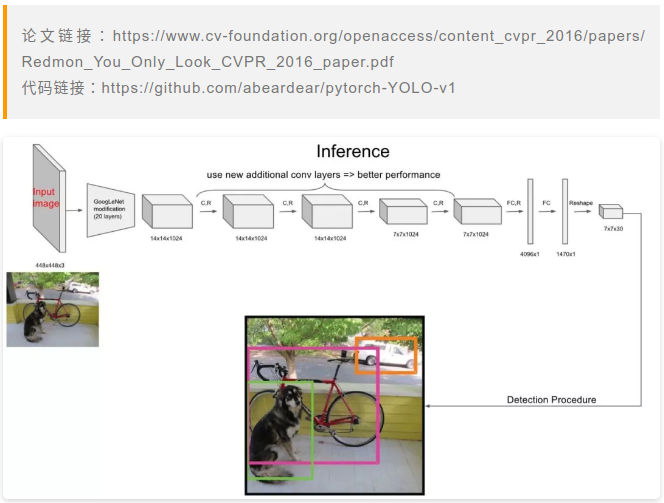 论文链接：https://www.cv-foundation.org/openaccess/content_cvpr_2016/papers/
Redmon_You_Only_Look_CVPR_2016_paper.pdf
代码链接：https://github.com/abeardear/pytorch-YOLO-v1
Inference
use new additional conv layers => better performance
Input
image
GoogLeNet
modification
(20 layers)
C,R
C,R
C,R
C,R
FC,R
FC
Reshape
448x448x3
14x14x1024
14x14x1024
14x14x1024
7x7x1024
7x7x1024
4096x1
1470x1
7x7x30
Detection Procedure